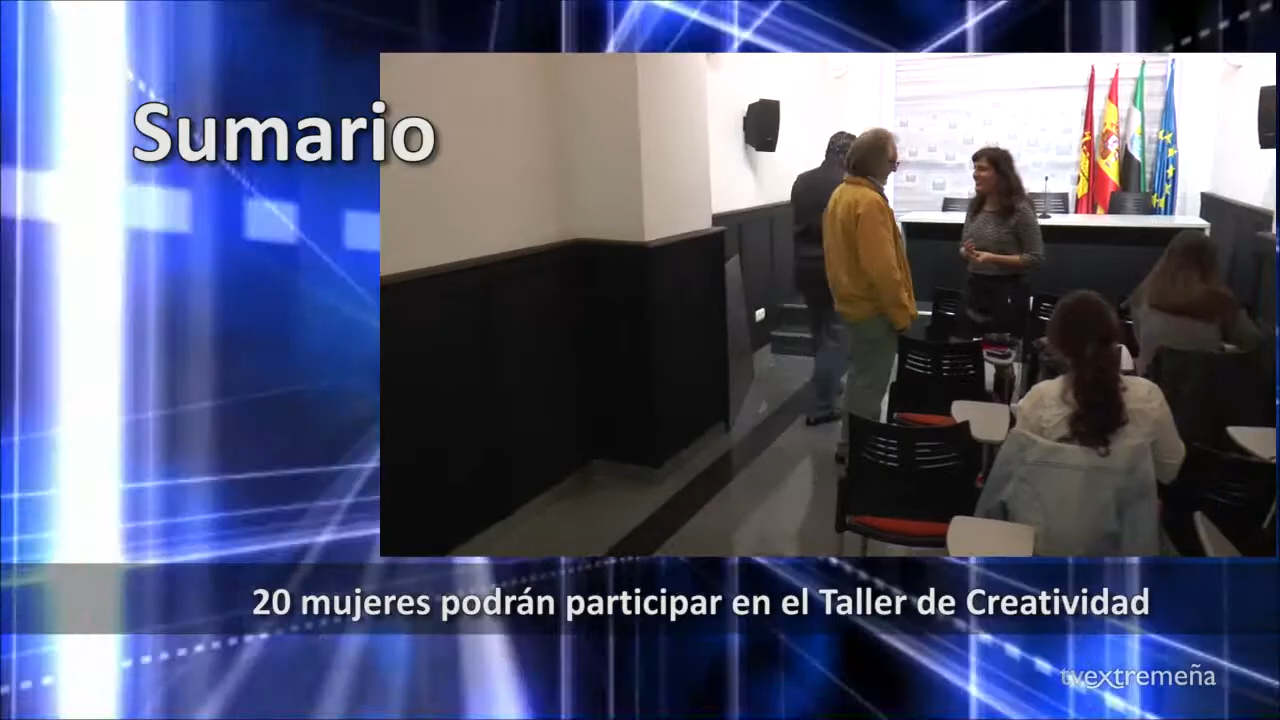 Sumario
20 mujeres podrán participar en el Taller de Creatividad
tvextremeña